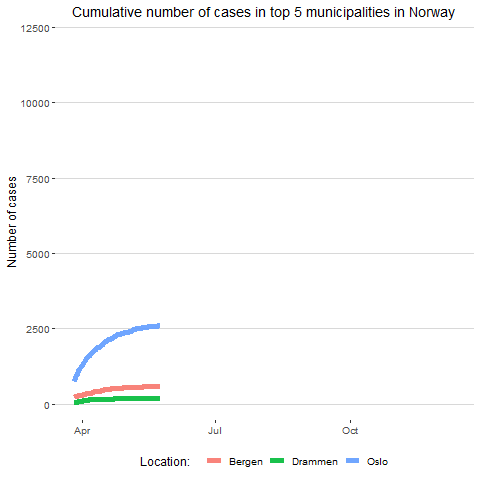 Cumulative number of cases in top 5 municipalities in Norway
Number of cases
12500
10000
7500
5000
2500
0
Apr Jul Oct
Location: Bergen Drammen Oslo